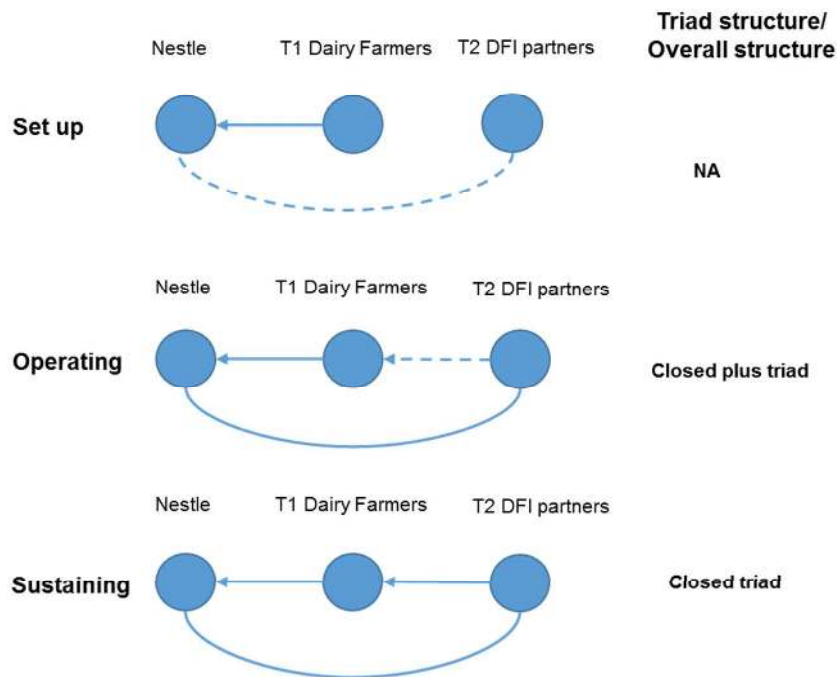 Triad structure/
Overall structure
Nestle T1 Dairy Farmers T2 DFI partners
Set up
NA
Nestle T1 Dairy Farmers T2 DFI partners
Operating
Closed plus triad
Nestle T1 Dairy Farmers T2 DFI partners
Sustaining
Closed triad